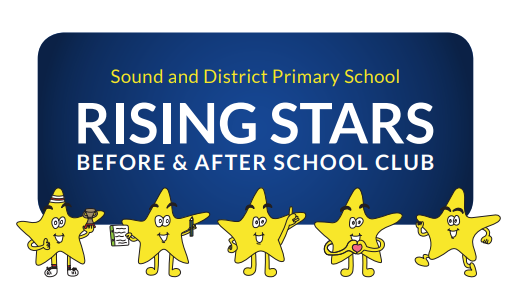 Sound and District Primary School
RISING STARS
BEFORE & AFTER SCHOOL CLUB